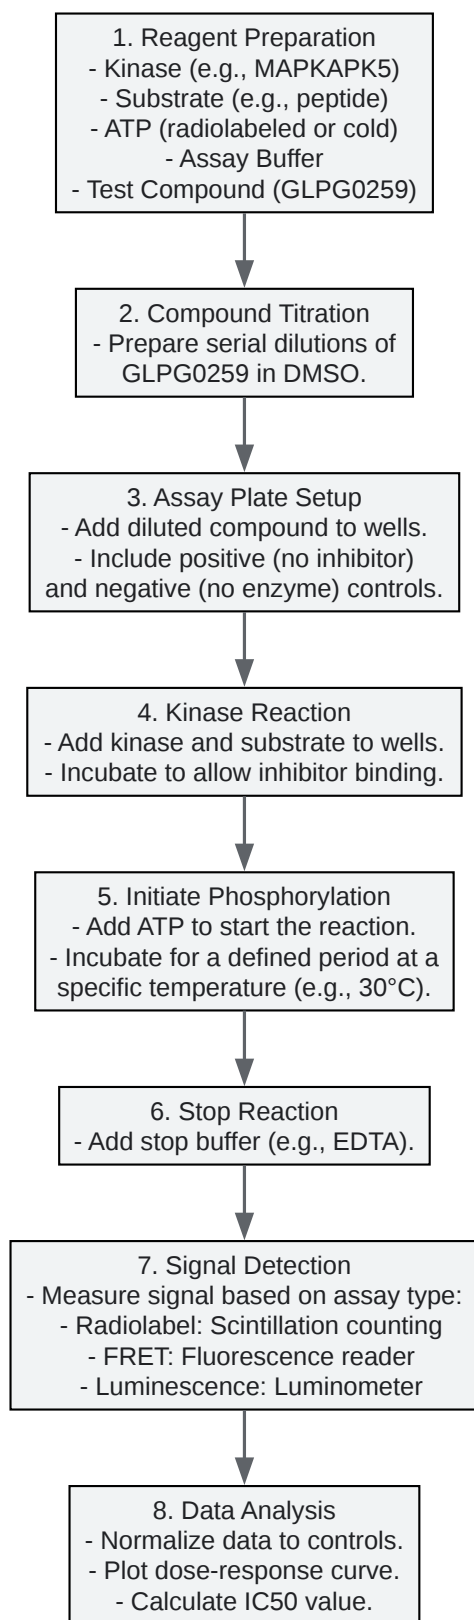 1. Reagent Preparation
- Kinase (e.g., MAPKAPK5)
- Substrate (e.g., peptide)
- ATP (radiolabeled or cold)
- Assay Buffer
- Test Compound (GLPG0259)
2. Compound Titration
- Prepare serial dilutions of
GLPG0259 in DMSO.
3. Assay Plate Setup
- Add diluted compound to wells.
- Include positive (no inhibitor)
and negative (no enzyme) controls.
4. Kinase Reaction
- Add kinase and substrate to wells.
- Incubate to allow inhibitor binding.
5. Initiate Phosphorylation
- Add ATP to start the reaction.
- Incubate for a defined period at a
specific temperature (e.g., 30°C).
6. Stop Reaction
- Add stop buffer (e.g., EDTA).
7. Signal Detection
- Measure signal based on assay type:
- Radiolabel: Scintillation counting
- FRET: Fluorescence reader
- Luminescence: Luminometer
8. Data Analysis
- Normalize data to controls.
- Plot dose-response curve.
- Calculate IC50 value.